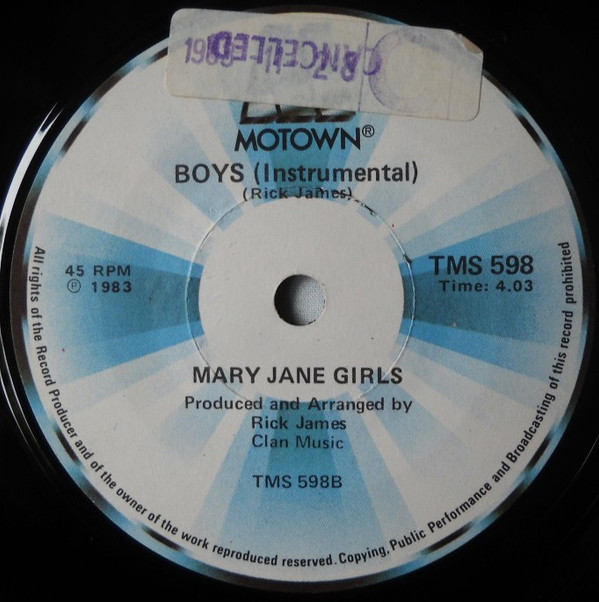 CANCELLED
MOTOWN®
BOYS (Instrumental)
(Rick James)
45 RPM
℗ 1983
TMS 598
Time: 4.03
MARY JANE GIRLS
Produced and Arranged by
Rick James
Clan Music
TMS 598B
All rights of the Record Producer and of the owner of the work reproduced reserved. Copying, Public Performance and Broadcasting of this record prohibited